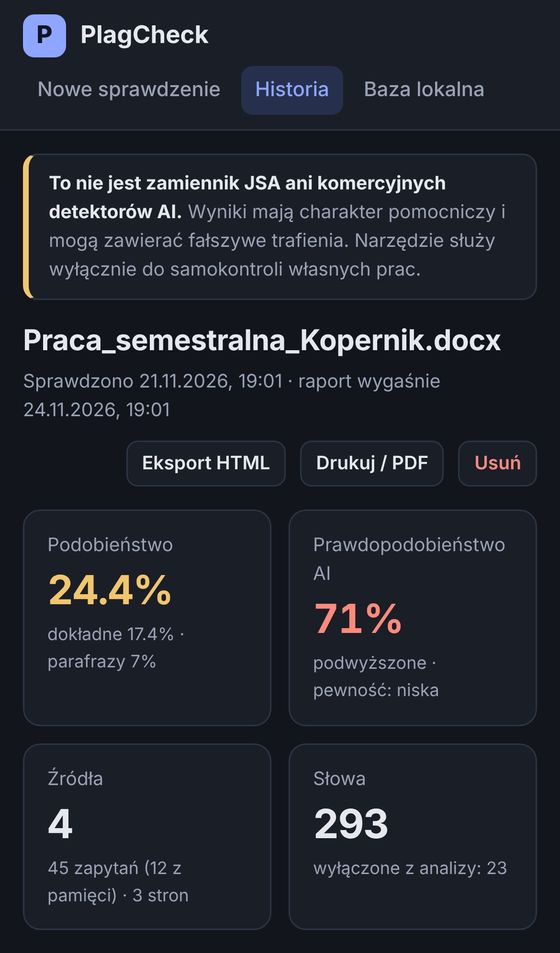 P PlagCheck
Nowe sprawdzenie Historia Baza lokalna
To nie jest zamiennik JSA ani komercyjnych
detektorów AI. Wyniki mają charakter pomocniczy i
mogą zawierać fałszywe trafienia. Narzędzie służy
wyłącznie do samokontroli własnych prac.
Praca_semestralna_Kopernik.docx
Sprawdzono 21.11.2026, 19:01 · raport wygaśnie
24.11.2026, 19:01
Eksport HTML Drukuj / PDF Usuń
Podobieństwo
24.4%
dokładne 17.4% ·
parafrazy 7%
Prawdopodobieństwo
AI
71%
podwyższone ·
pewność: niska
Źródła
4
45 zapytań (12 z
pamięci) · 3 stron
Słowa
293
wyłączone z analizy: 23